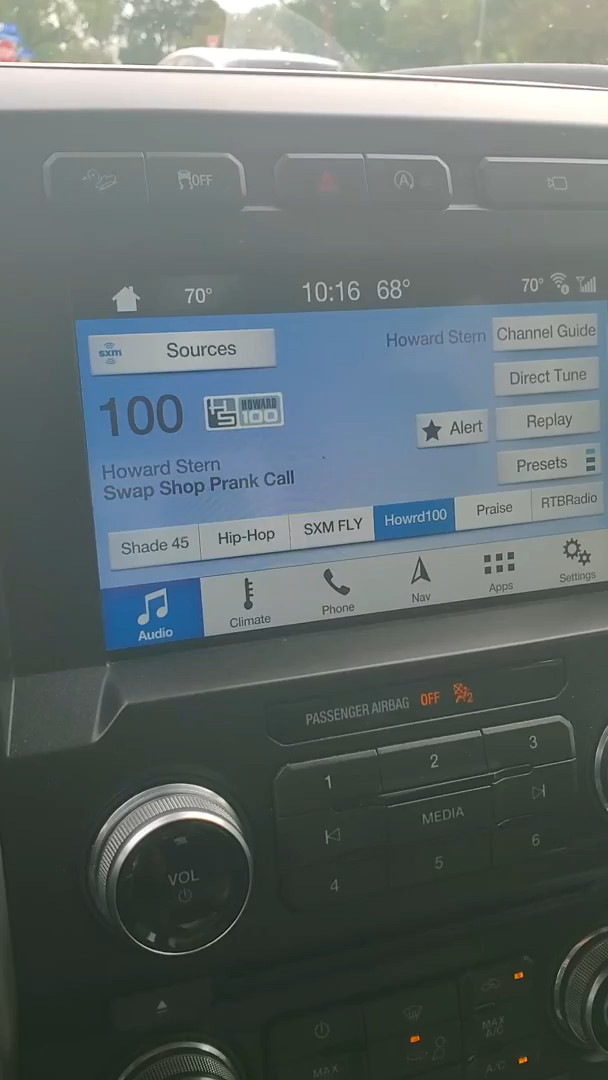 OFF
A
70° 10:16 68° 70°
sxm Sources
Howard Stern
Channel Guide
Direct Tune
100
HS HOWARD 100
Alert
Replay
Presets
Howard Stern
Swap Shop Prank Call
Shade 45 Hip-Hop SXM FLY Howrd100 Praise RTBRadio
Audio Climate Phone Nav Apps Settings
PASSENGER AIRBAG OFF 2
1 2 3
MEDIA
4 5 6
VOL
MAX
MAX A/C
A/C